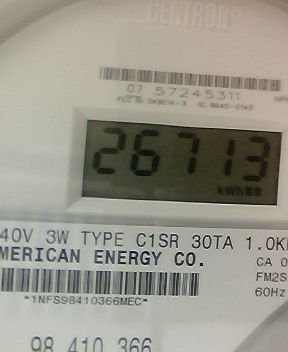 CENTRON®
07 57245311
26713
kWh
40V 3W TYPE C1SR 30TA 1.0K
MERICAN ENERGY CO.
CA 0
FM2S
60Hz
*1NFS98410366MEC*
98 410 366